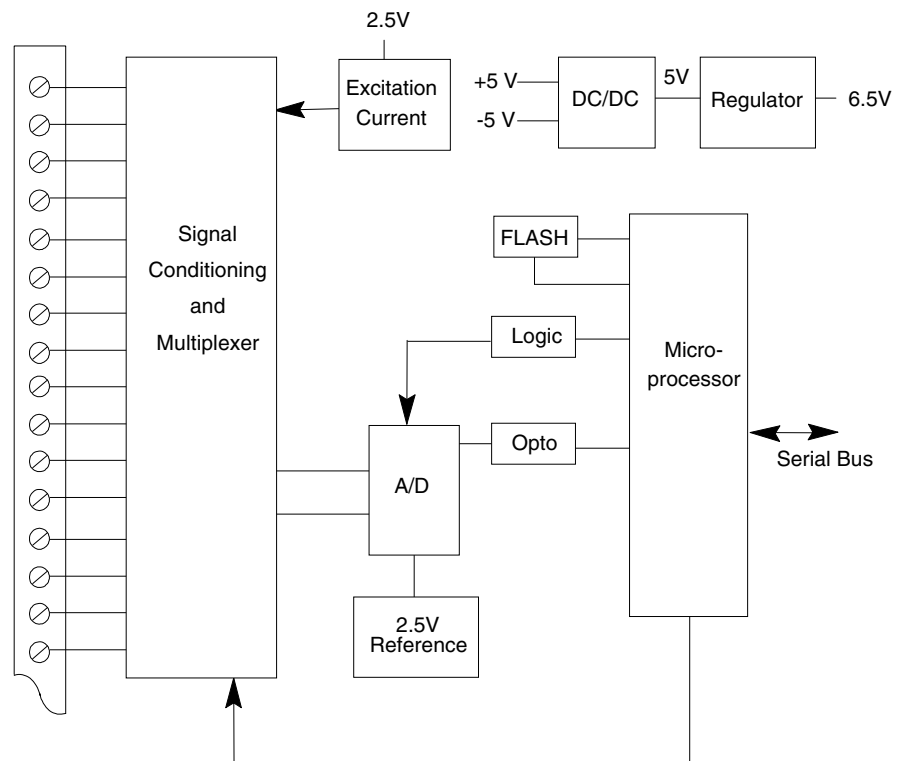 2.5V
Excitation
Current
+5 V
-5 V
DC/DC
5V
Regulator
6.5V
Signal
Conditioning
and
Multiplexer
FLASH
Logic
Micro-
processor
Opto
A/D
Serial Bus
2.5V
Reference